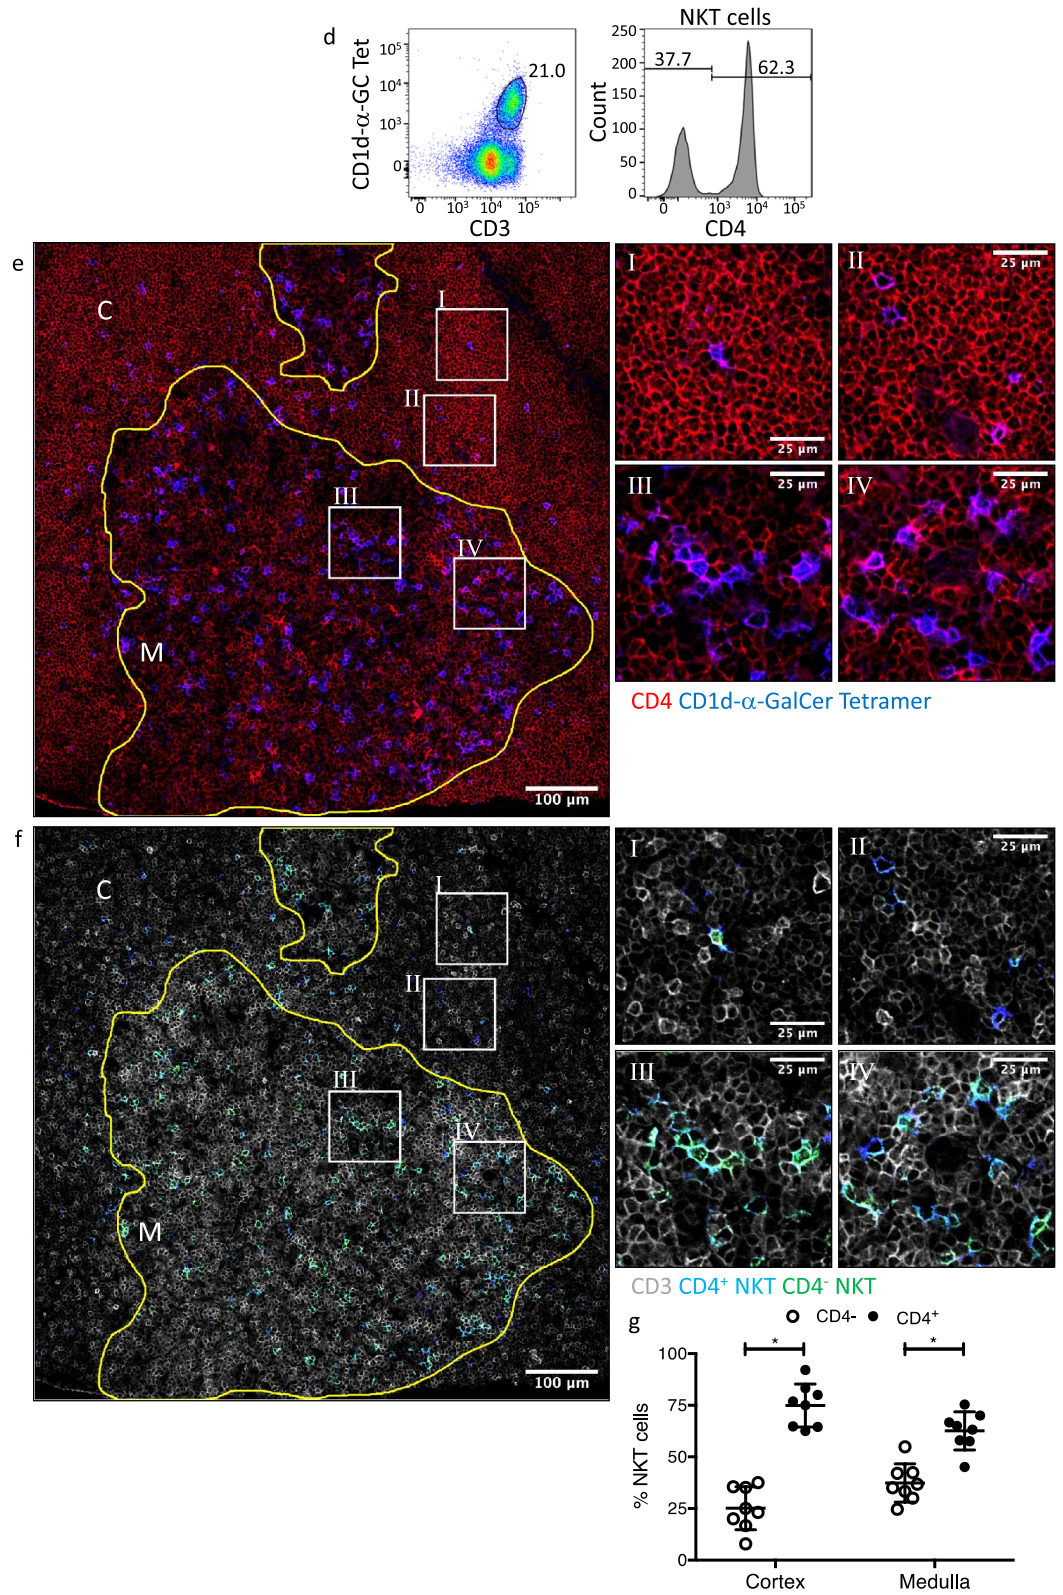 d
CD1d-α-GC Tet
10⁵
10⁴
10³
0
21.0
0 10³ 10⁴ 10⁵
CD3
NKT cells
Count
250
200
150
100
50
0
37.7
62.3
0 10³ 10⁴ 10⁵
CD4
e
C
M
I
II
III
IV
100 μm
I
25 μm
II
25 μm
III
25 μm
IV
25 μm
CD4 CD1d-α-GalCer Tetramer
f
C
M
I
II
III
IV
100 μm
I
25 μm
II
25 μm
III
25 μm
IV
25 μm
CD3 CD4⁺ NKT CD4⁻ NKT
g
CD4- CD4⁺
% NKT cells
100
75
50
25
0
* *
Cortex Medulla